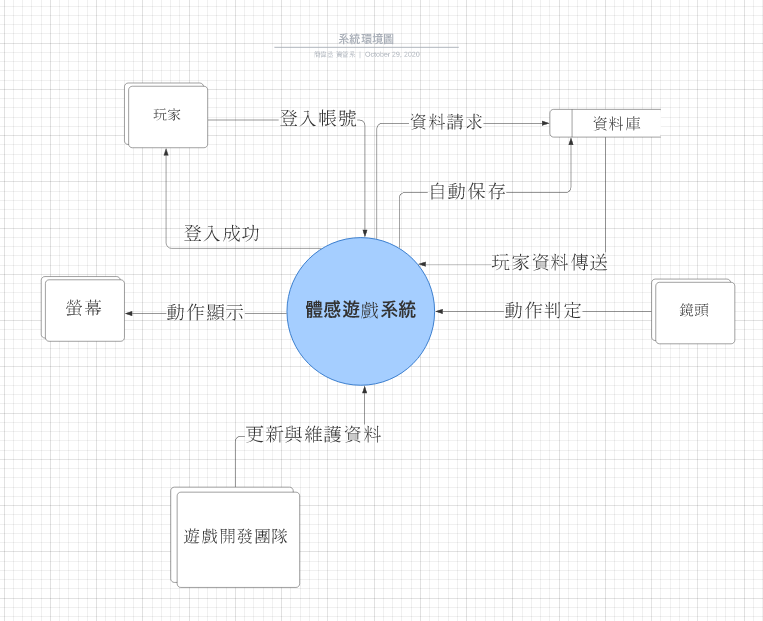 系統環境圖
October 29, 2020
玩家
登入帳號
資料請求
資料庫
自動保存
登入成功
玩家資料傳送
螢幕
動作顯示
體感遊戲系統
動作判定
鏡頭
更新與維護資料
遊戲開發團隊